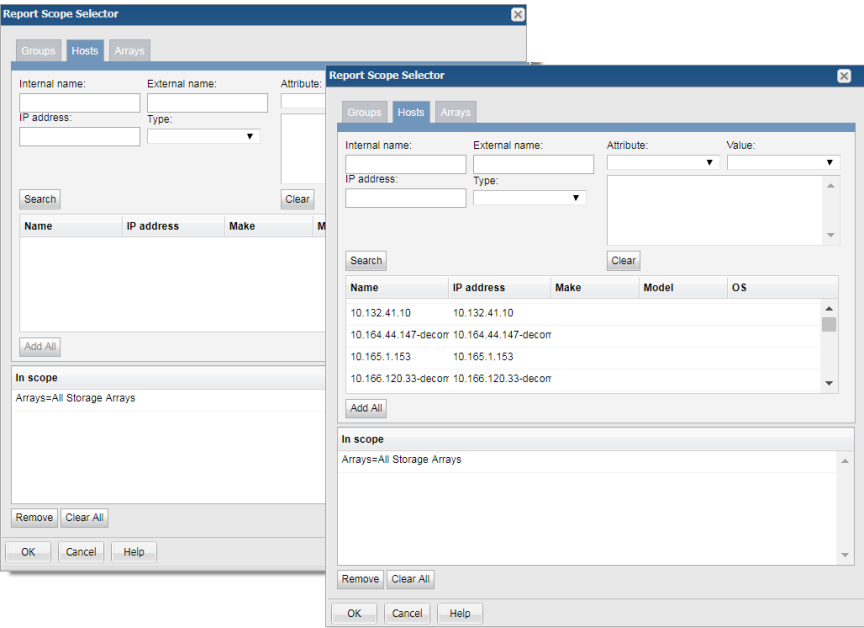 Report Scope Selector
Groups Hosts Arrays
Internal name: External name: Attribute:
IP address: Type:
Search Clear
Name IP address Make M
Add All
In scope
Arrays=All Storage Arrays
Remove Clear All
OK Cancel Help
Report Scope Selector
Groups Hosts Arrays
Internal name: External name: Attribute: Value:
IP address: Type:
Search Clear
Name IP address Make Model OS
10.132.41.10 10.132.41.10
10.164.44.147-decom 10.164.44.147-decom
10.165.1.153 10.165.1.153
10.166.120.33-decom 10.166.120.33-decom
Add All
In scope
Arrays=All Storage Arrays
Remove Clear All
OK Cancel Help